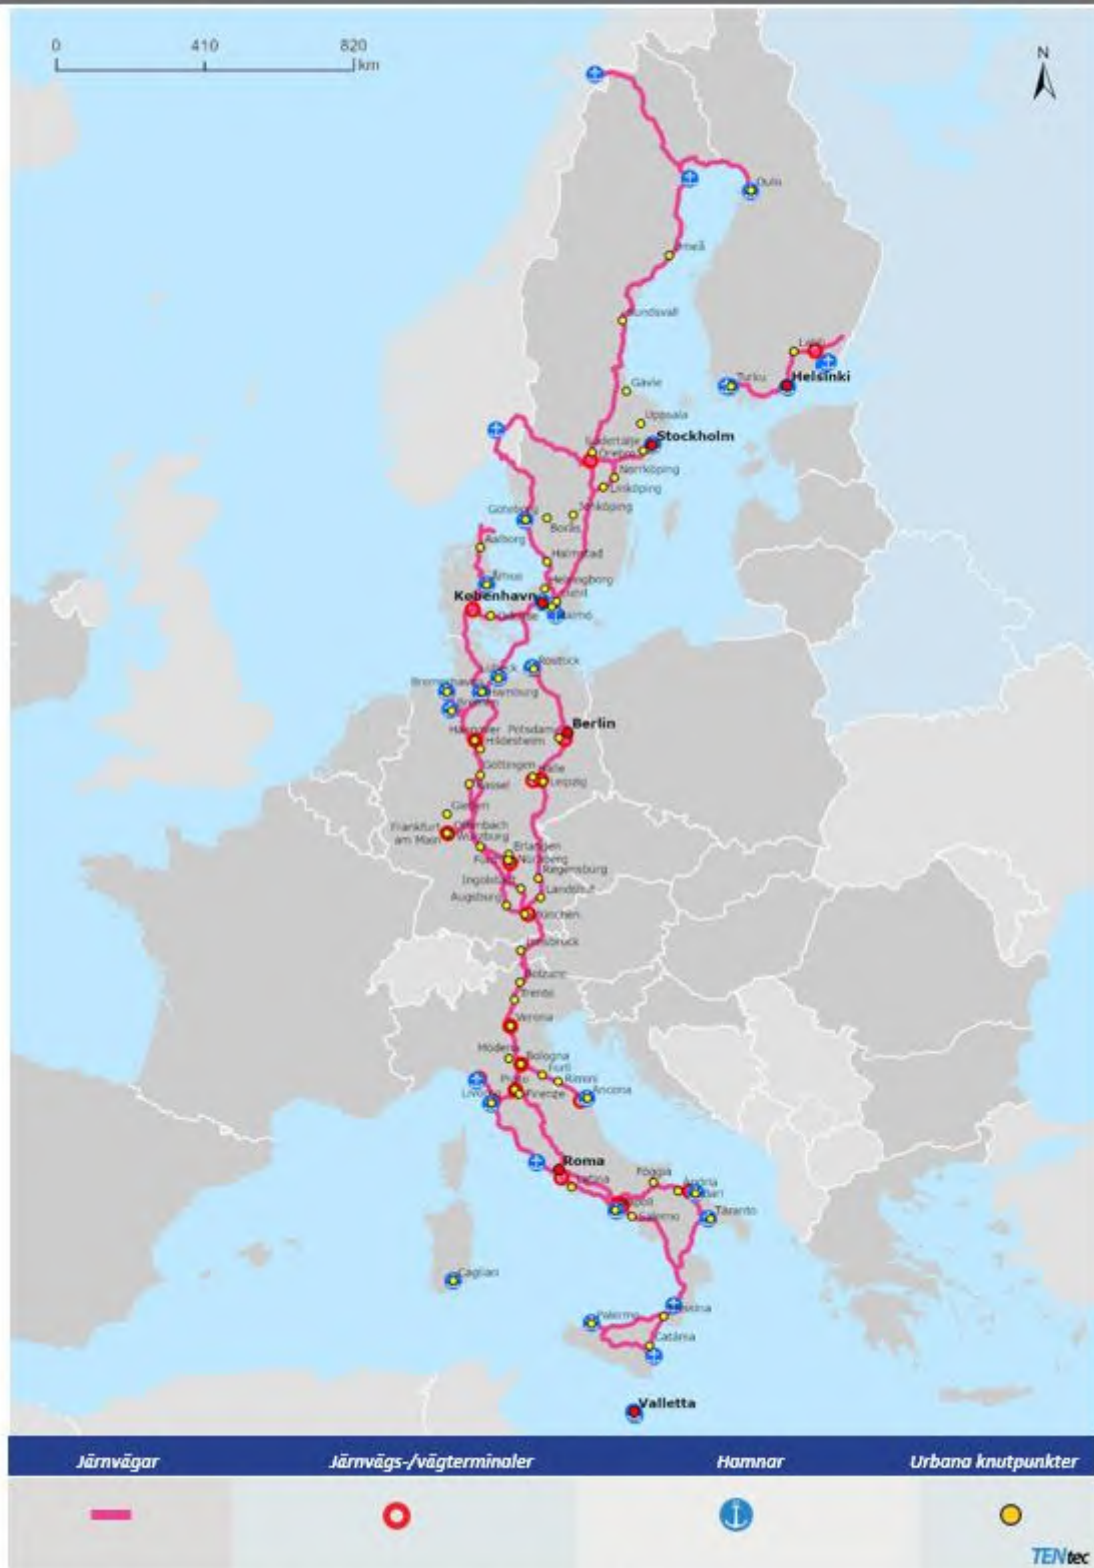 0 410 820
km
N
Oulu
Umeå
Sundsvall
Lahti
Turku
Helsinki
Gävle
Uppsala
Stockholm
Södertälje
Örebro
Norrköping
Linköping
Göteborg
Jönköping
Borås
Aalborg
Halmstad
Århus
Helsingborg
København
Lund
Malmö
Odense
Lübeck
Rostock
Bremerhaven
Hamburg
Bremen
Berlin
Hannover
Potsdam
Hildesheim
Göttingen
Halle
Leipzig
Kassel
Gießen
Frankfurt
am Main
Offenbach
Würzburg
Erlangen
Fürth
Nürnberg
Regensburg
Ingolstadt
Landshut
Augsburg
München
Innsbruck
Bolzano
Trento
Verona
Modena
Bologna
Forlì
Rimini
Prato
Firenze
Livorno
Ancona
Roma
Latina
Foggia
Andria
Bari
Napoli
Salerno
Taranto
Cagliari
Palermo
Messina
Catania
Valletta
Järnvägar
Järnvägs-/vägterminaler
Hamnar
Urbana knutpunkter
TENtec